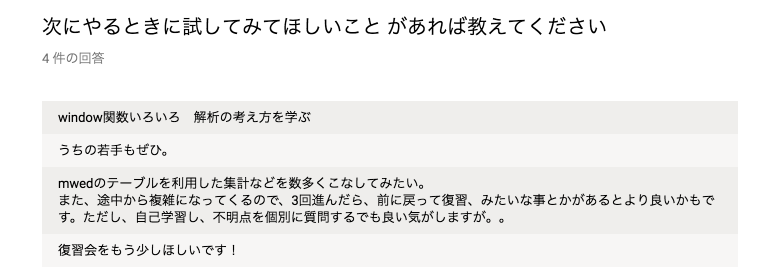 次にやるときに試してみてほしいこと があれば教えてください
4 件の回答
window関数いろいろ　解析の考え方を学ぶ
うちの若手もぜひ。
mwedのテーブルを利用した集計などを数多くこなしてみたい。
また、途中から複雑になってくるので、3回進んだら、前に戻って復習、みたいな事とかがあるとより良いかもで
す。ただし、自己学習し、不明点を個別に質問するでも良い気がしますが。。
復習会をもう少しほしいです！